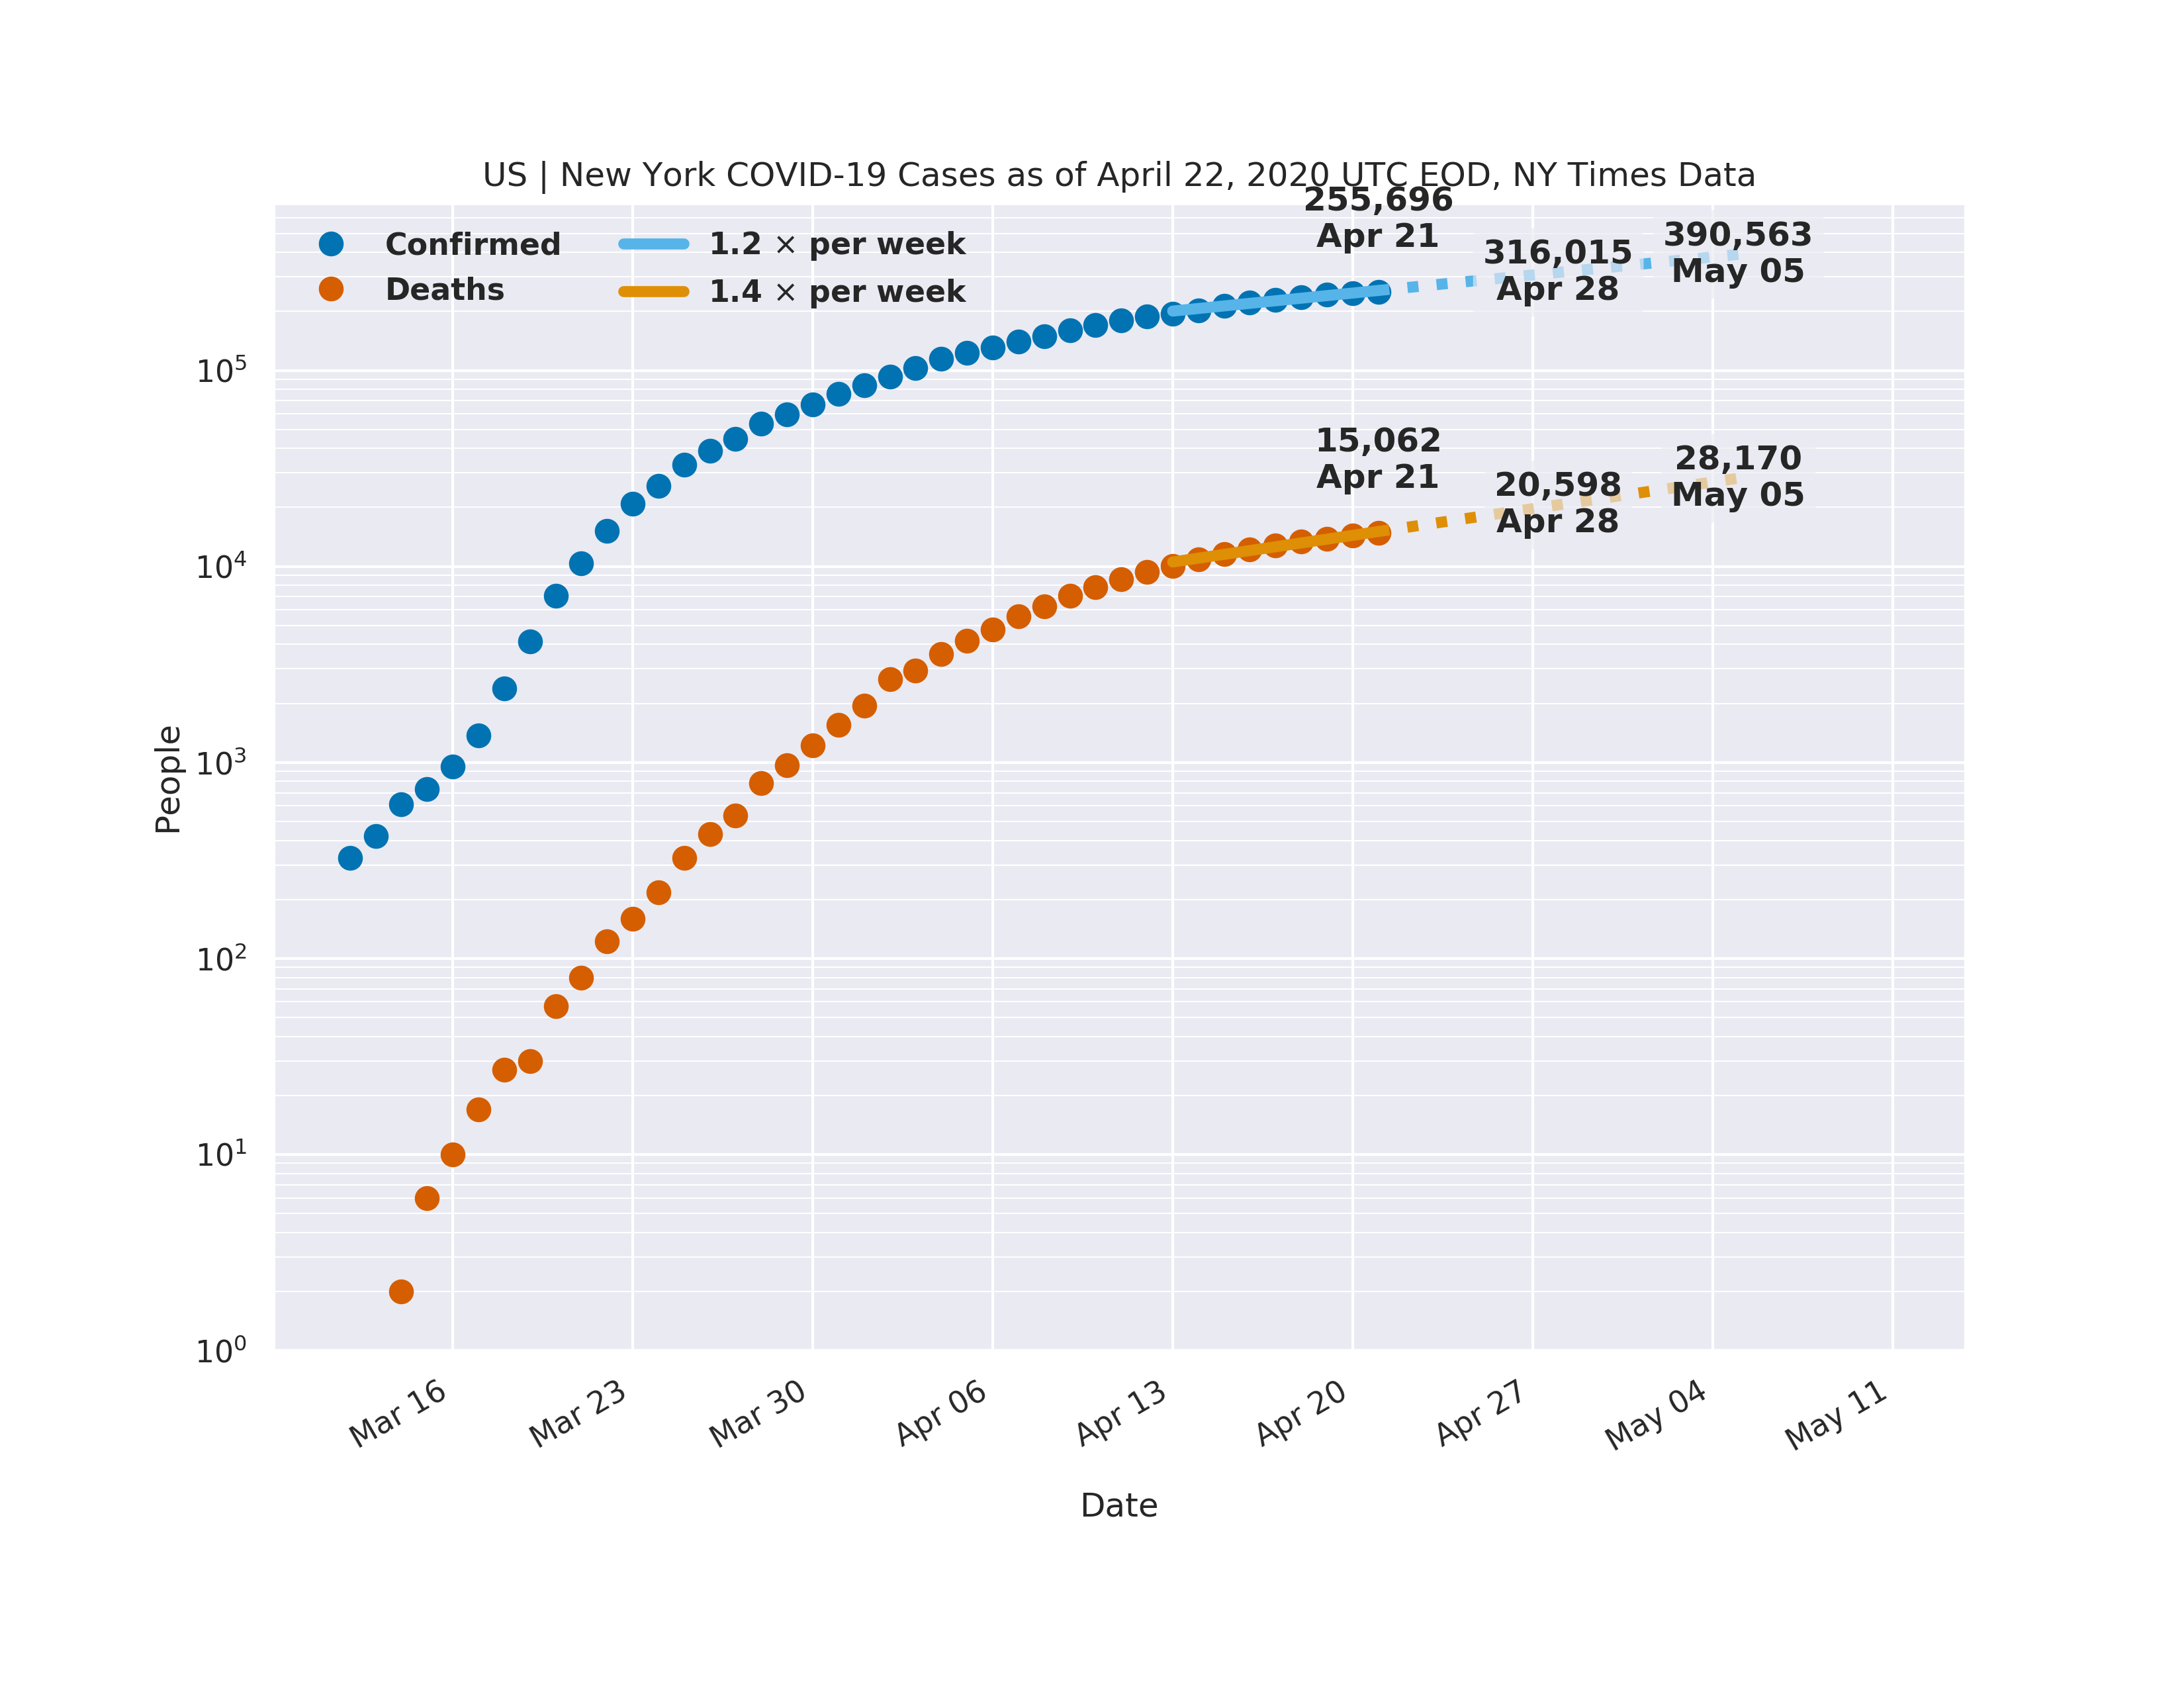 US | New York COVID-19 Cases as of April 22, 2020 UTC EOD, NY Times Data
Confirmed
Deaths
1.2 × per week
1.4 × per week
255,696
Apr 21
316,015
Apr 28
390,563
May 05
15,062
Apr 21
20,598
Apr 28
28,170
May 05
People
10⁵
10⁴
10³
10²
10¹
10⁰
Mar 16
Mar 23
Mar 30
Apr 06
Apr 13
Apr 20
Apr 27
May 04
May 11
Date